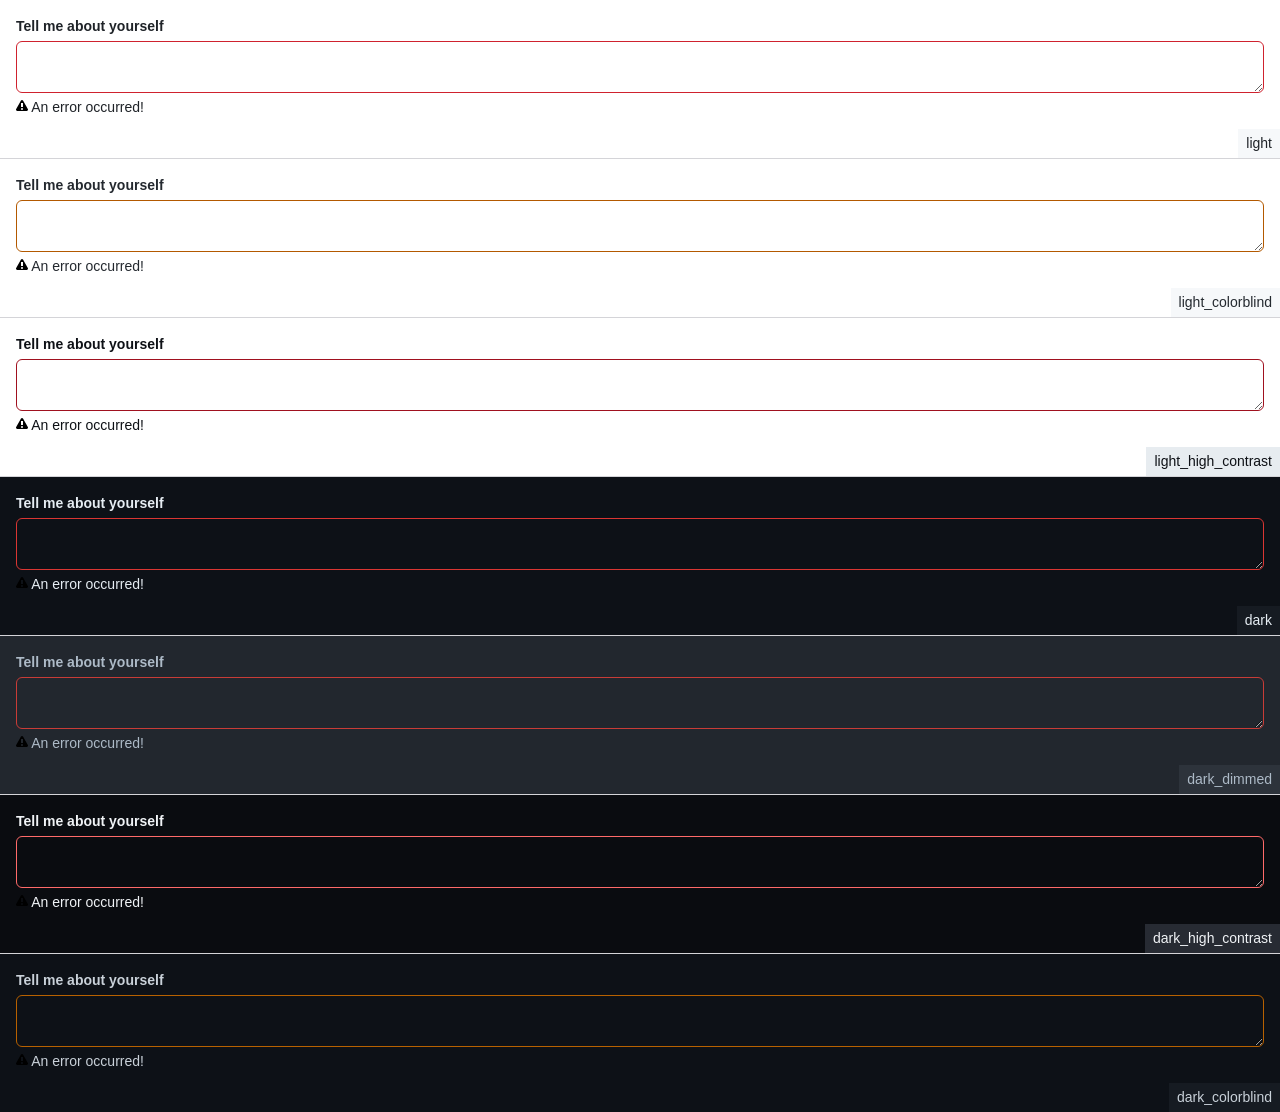 Tell me about yourself
An error occurred!
light
Tell me about yourself
An error occurred!
light_colorblind
Tell me about yourself
An error occurred!
light_high_contrast
Tell me about yourself
An error occurred!
dark
Tell me about yourself
An error occurred!
dark_dimmed
Tell me about yourself
An error occurred!
dark_high_contrast
Tell me about yourself
An error occurred!
dark_colorblind